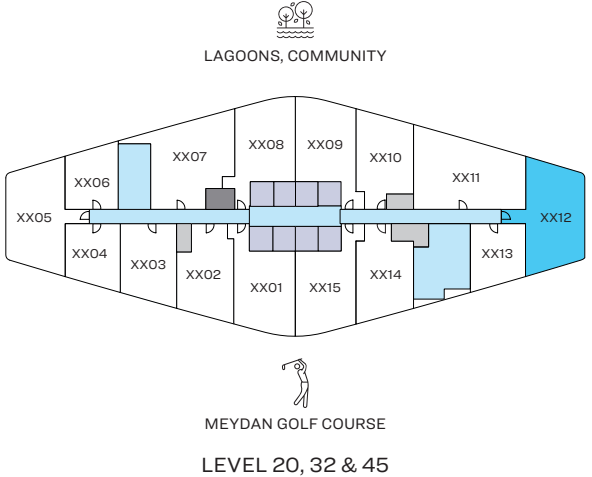 LAGOONS, COMMUNITY
XX08
XX09
XX07
XX10
XX06
XX11
XX05
XX12
XX04
XX03
XX02
XX01
XX15
XX14
XX13
MEYDAN GOLF COURSE
LEVEL 20, 32 & 45